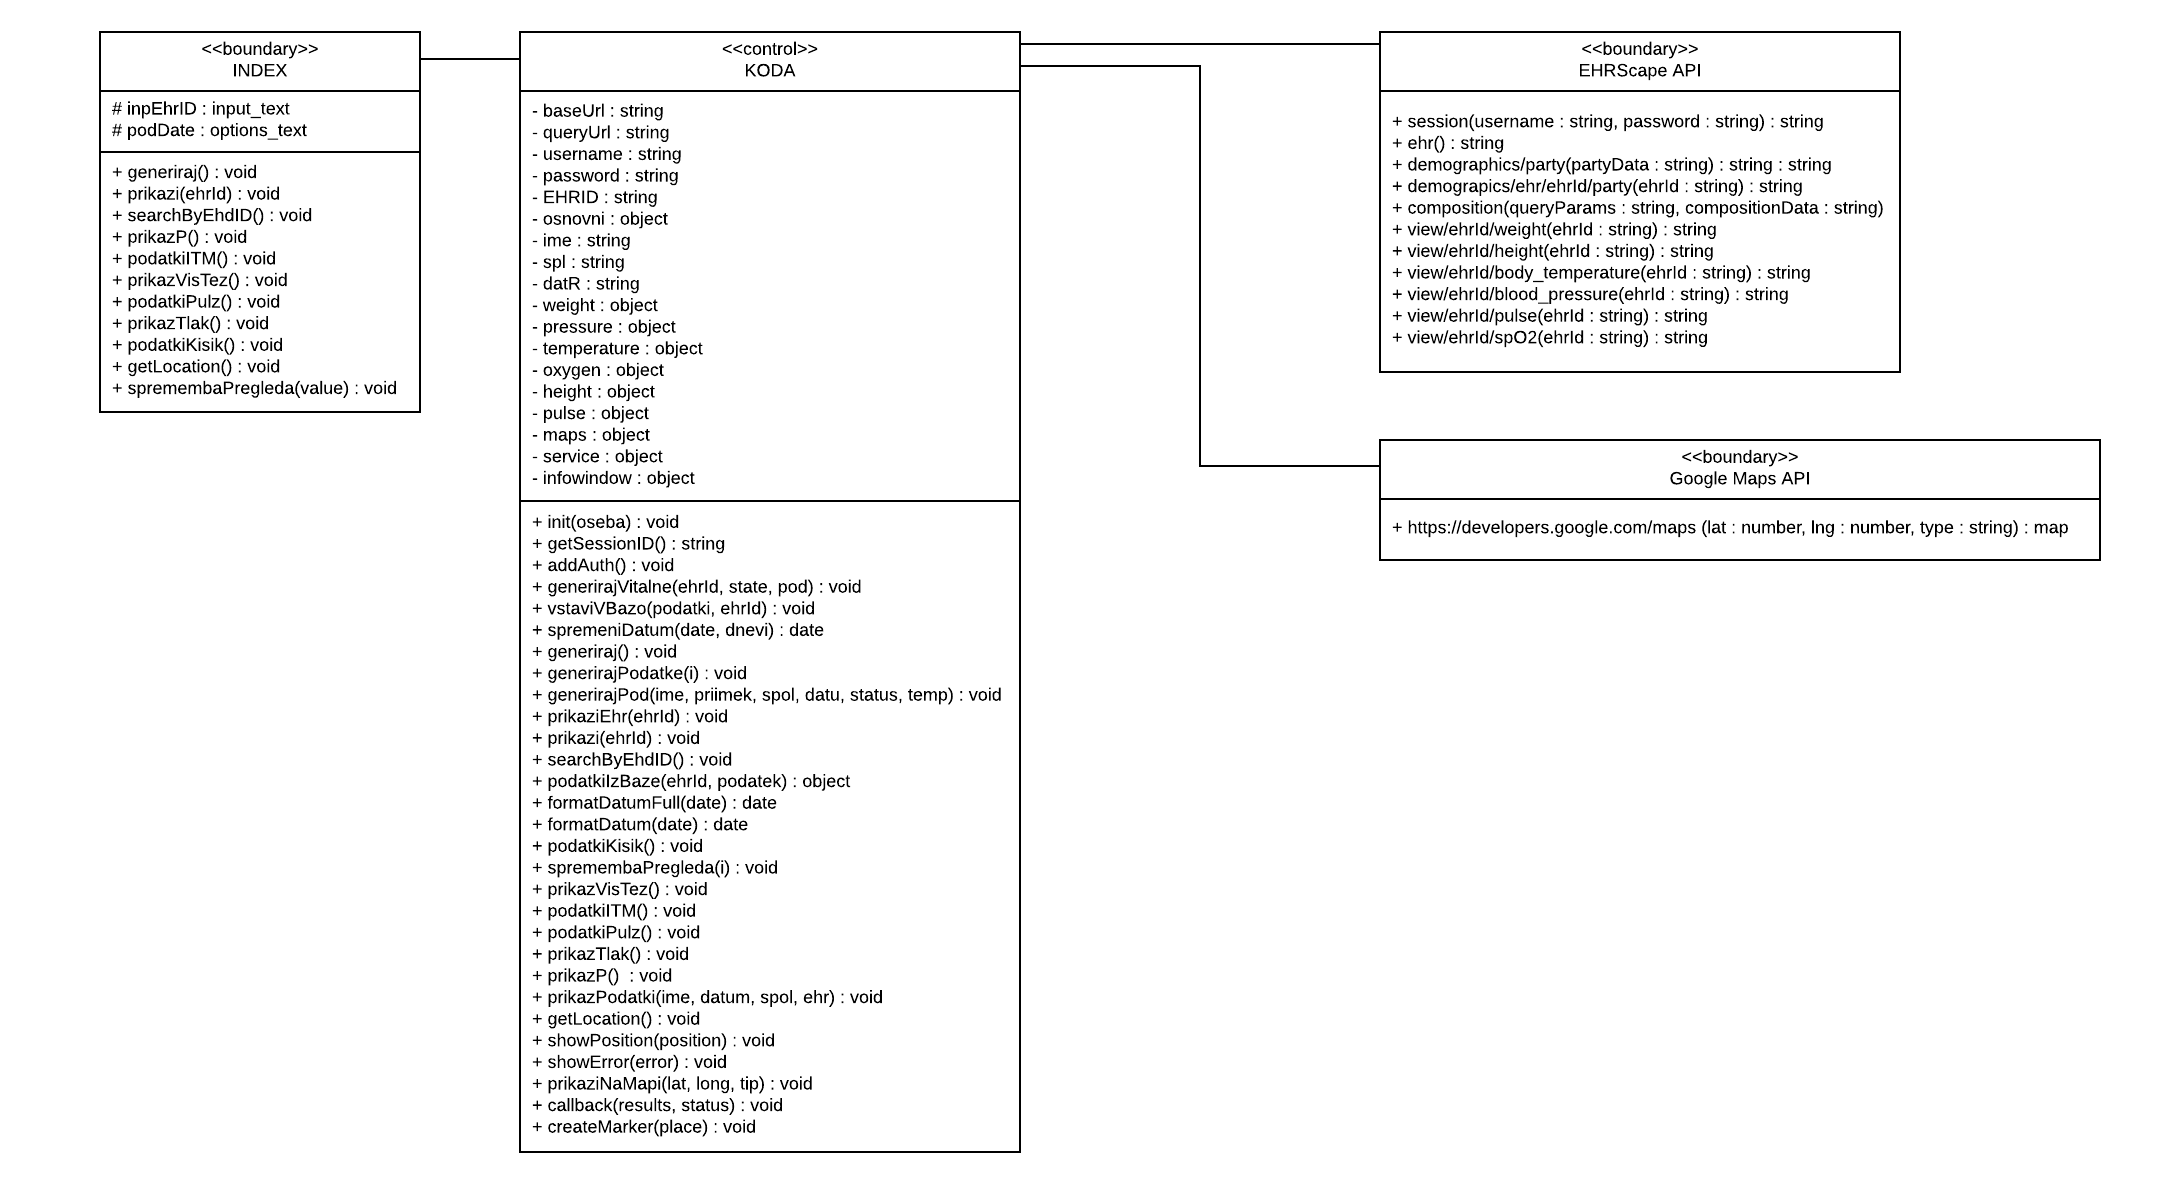 <<boundary>>
INDEX
# inpEhrID : input_text
# podDate : options_text
+ generiraj() : void
+ prikazi(ehrId) : void
+ searchByEhdID() : void
+ prikazP() : void
+ podatkiITM() : void
+ prikazVisTez() : void
+ podatkiPulz() : void
+ prikazTlak() : void
+ podatkiKisik() : void
+ getLocation() : void
+ spremembaPregleda(value) : void
<<control>>
KODA
- baseUrl : string
- queryUrl : string
- username : string
- password : string
- EHRID : string
- osnovni : object
- ime : string
- spl : string
- datR : string
- weight : object
- pressure : object
- temperature : object
- oxygen : object
- height : object
- pulse : object
- maps : object
- service : object
- infowindow : object
+ init(oseba) : void
+ getSessionID() : string
+ addAuth() : void
+ generirajVitalne(ehrId, state, pod) : void
+ vstaviVBazo(podatki, ehrId) : void
+ spremeniDatum(date, dnevi) : date
+ generiraj() : void
+ generirajPodatke(i) : void
+ generirajPod(ime, priimek, spol, datu, status, temp) : void
+ prikaziEhr(ehrId) : void
+ prikazi(ehrId) : void
+ searchByEhdID() : void
+ podatkiIzBaze(ehrId, podatek) : object
+ formatDatumFull(date) : date
+ formatDatum(date) : date
+ podatkiKisik() : void
+ spremembaPregleda(i) : void
+ prikazVisTez() : void
+ podatkiITM() : void
+ podatkiPulz() : void
+ prikazTlak() : void
+ prikazP()  : void
+ prikazPodatki(ime, datum, spol, ehr) : void
+ getLocation() : void
+ showPosition(position) : void
+ showError(error) : void
+ prikaziNaMapi(lat, long, tip) : void
+ callback(results, status) : void
+ createMarker(place) : void
<<boundary>>
EHRScape API
+ session(username : string, password : string) : string
+ ehr() : string
+ demographics/party(partyData : string) : string : string
+ demograpics/ehr/ehrId/party(ehrId : string) : string
+ composition(queryParams : string, compositionData : string)
+ view/ehrId/weight(ehrId : string) : string
+ view/ehrId/height(ehrId : string) : string
+ view/ehrId/body_temperature(ehrId : string) : string
+ view/ehrId/blood_pressure(ehrId : string) : string
+ view/ehrId/pulse(ehrId : string) : string
+ view/ehrId/spO2(ehrId : string) : string
<<boundary>>
Google Maps API
+ https://developers.google.com/maps (lat : number, lng : number, type : string) : map